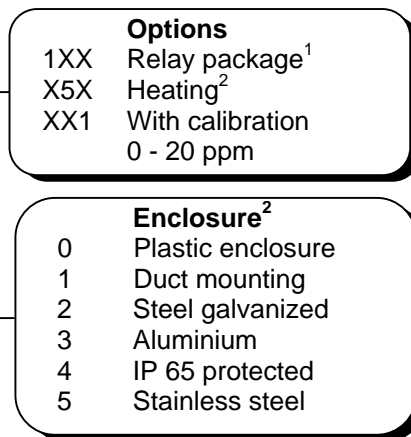 Options
1XX Relay package¹
X5X Heating²
XX1 With calibration
0 - 20 ppm
Enclosure²
0 Plastic enclosure
1 Duct mounting
2 Steel galvanized
3 Aluminium
4 IP 65 protected
5 Stainless steel